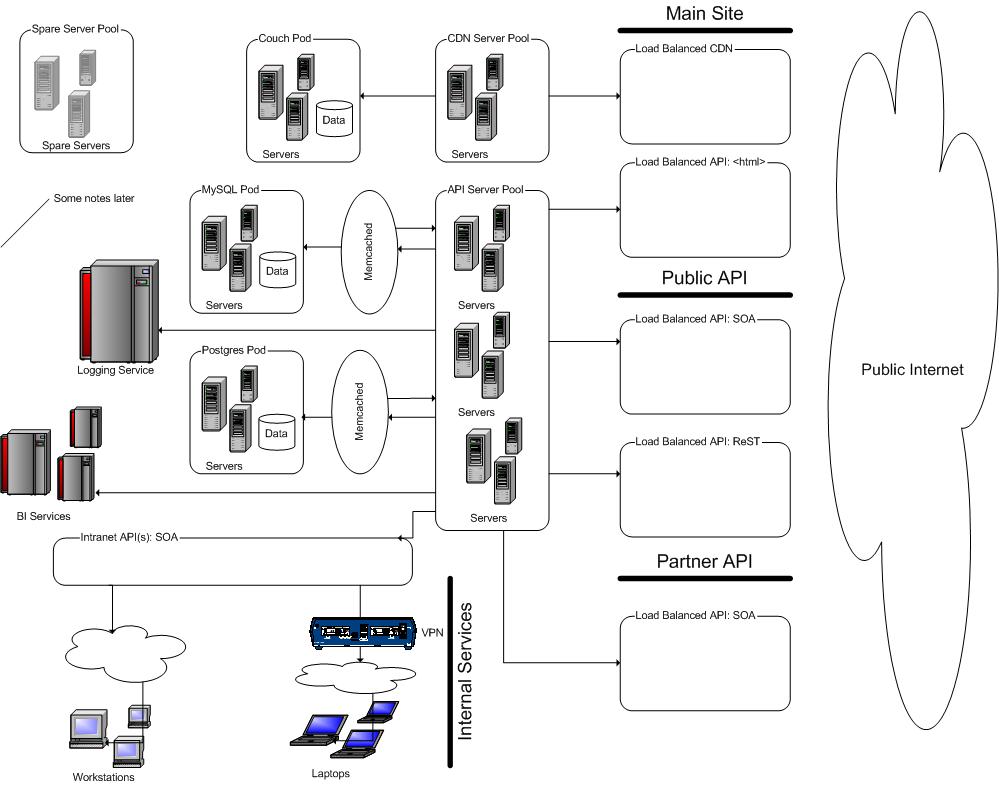 Main Site
Spare Server Pool
Spare Servers
Couch Pod
Data
Servers
CDN Server Pool
Servers
Load Balanced CDN
Load Balanced API: <html>
Some notes later
MySQL Pod
Data
Servers
Memcached
API Server Pool
Servers
Servers
Servers
Public API
Load Balanced API: SOA
Logging Service
Postgres Pod
Data
Servers
Memcached
Public Internet
Load Balanced API: ReST
BI Services
Intranet API(s): SOA
Partner API
Load Balanced API: SOA
VPN
Internal Services
Workstations
Laptops